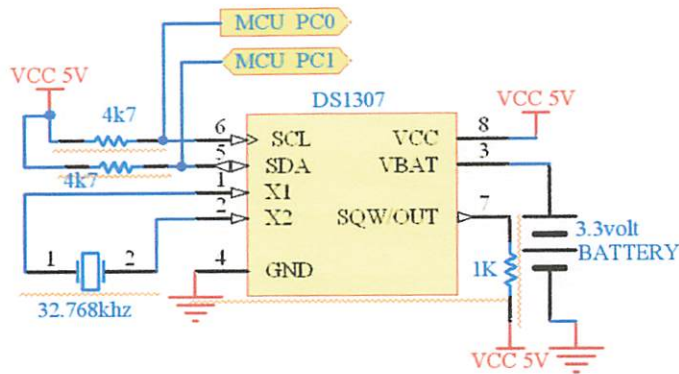 MCU PC0
MCU PC1
VCC 5V
4k7
4k7
DS1307
VCC 5V
6 SCL
5 SDA
1 X1
2 X2
4 GND
VCC 8
VBAT 3
SQW/OUT 7
1 2
32.768khz
1K
3.3volt
BATTERY
VCC 5V